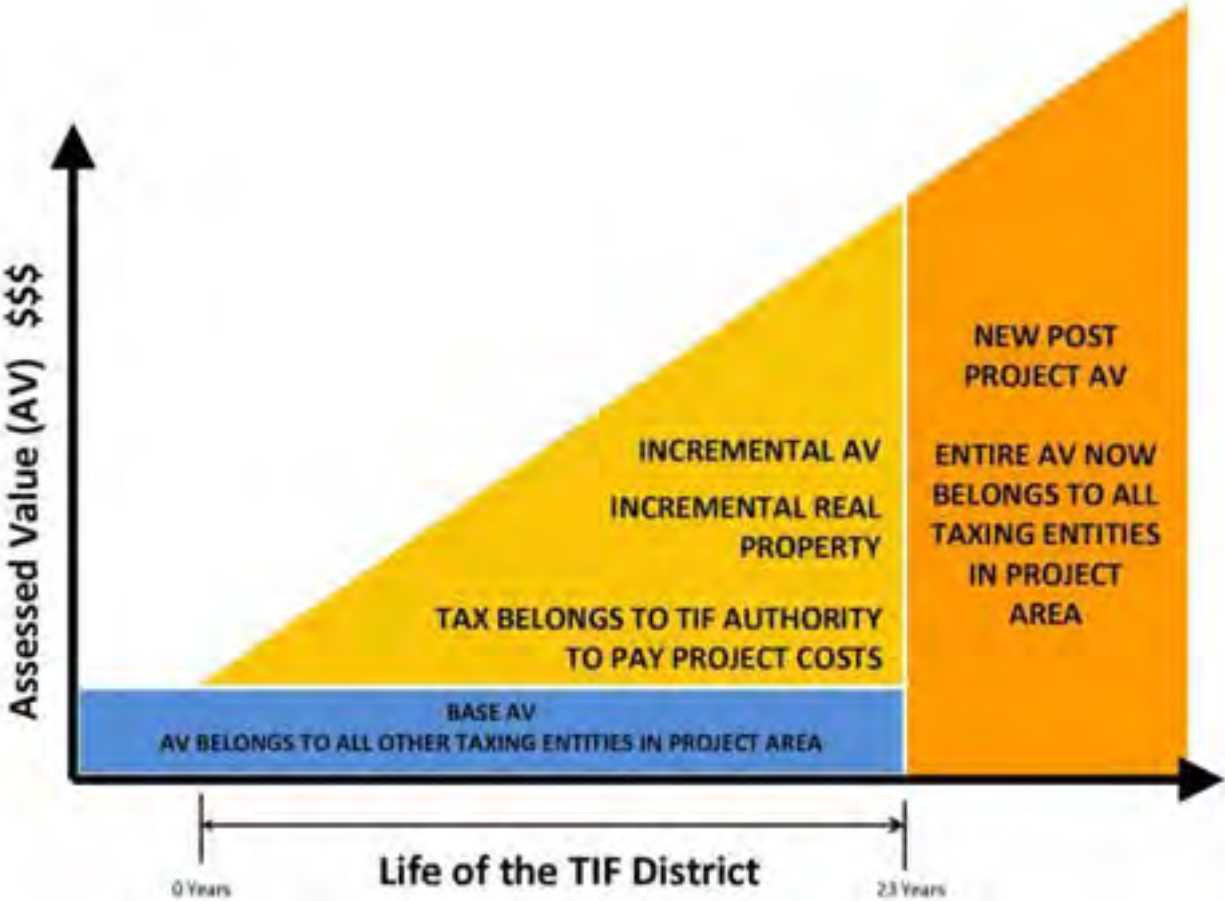 Assessed Value (AV) $$$
INCREMENTAL AV
INCREMENTAL REAL
PROPERTY
TAX BELONGS TO TIF AUTHORITY
TO PAY PROJECT COSTS
NEW POST
PROJECT AV
ENTIRE AV NOW
BELONGS TO ALL
TAXING ENTITIES
IN PROJECT
AREA
BASE AV
AV BELONGS TO ALL OTHER TAXING ENTITIES IN PROJECT AREA
0 Years
Life of the TIF District
23 Years